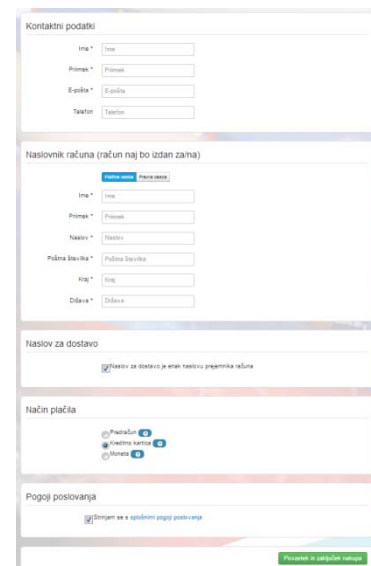 Kontaktni podatki
Ime * Ime
Priimek * Priimek
E-pošta * E-pošta
Telefon Telefon
Naslovnik računa (račun naj bo izdan za/na)
Fizična oseba Pravna oseba
Ime * Ime
Priimek * Priimek
Naslov * Naslov
Poštna številka * Poštna številka
Kraj * Kraj
Država * Država
Naslov za dostavo
Naslov za dostavo je enak naslovu prejemnika računa
Način plačila
Predračun
Kreditna kartica
Moneta
Pogoji poslovanja
Strinjam se s splošnimi pogoji poslovanja
Povzetek in zaključek nakupa